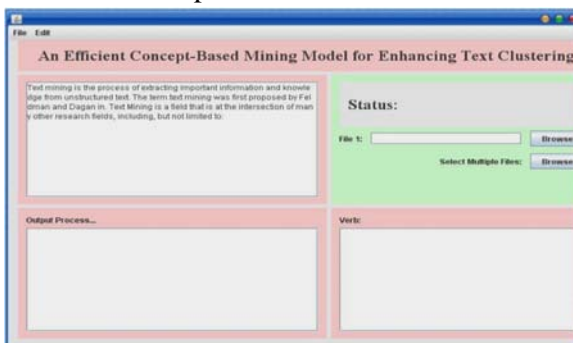 File Edit
An Efficient Concept-Based Mining Model for Enhancing Text Clustering
Text mining is the process of extracting important information and knowle
dge from unstructured text. The term text mining was first proposed by Fel
dman and Dagan in. Text Mining is a field that is at the intersection of man
y other research fields, including, but not limited to:
Status:
File 1:
Browse
Select Multiple Files:
Browse
Output Process...
Verb: